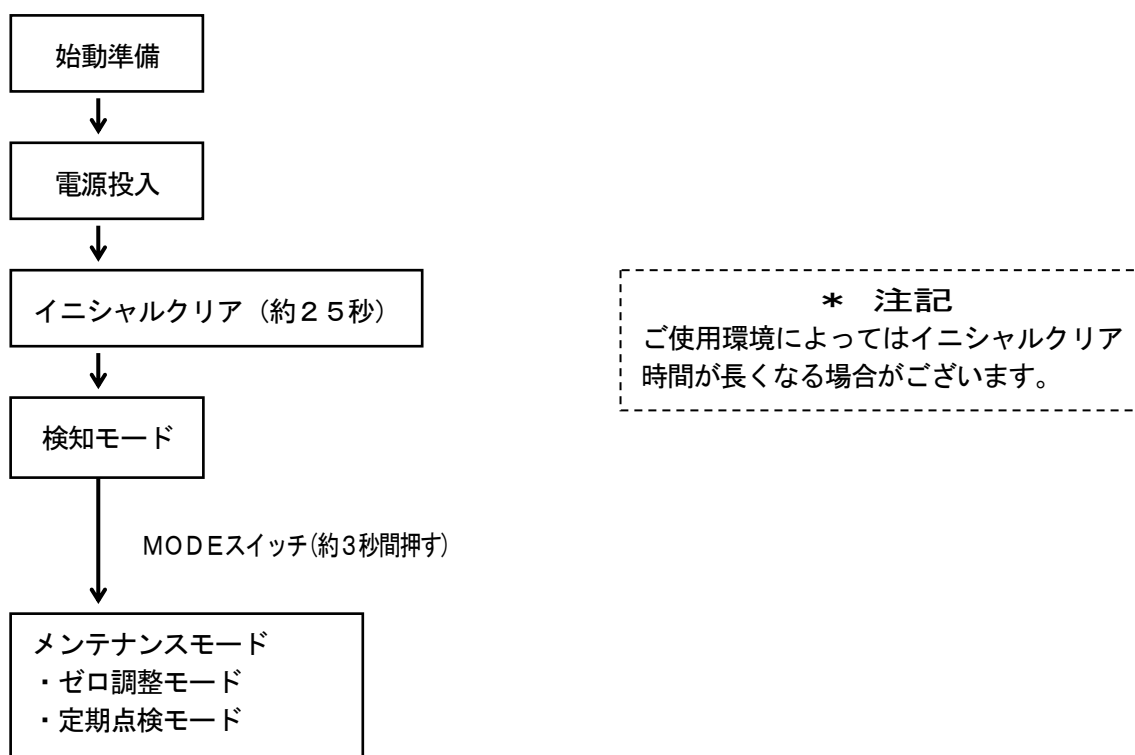 始動準備
電源投入
イニシャルクリア（約２５秒）
＊ 注記
ご使用環境によってはイニシャルクリア
時間が長くなる場合がございます。
検知モード
ＭＯＤＥスイッチ(約３秒間押す)
メンテナンスモード
・ゼロ調整モード
・定期点検モード